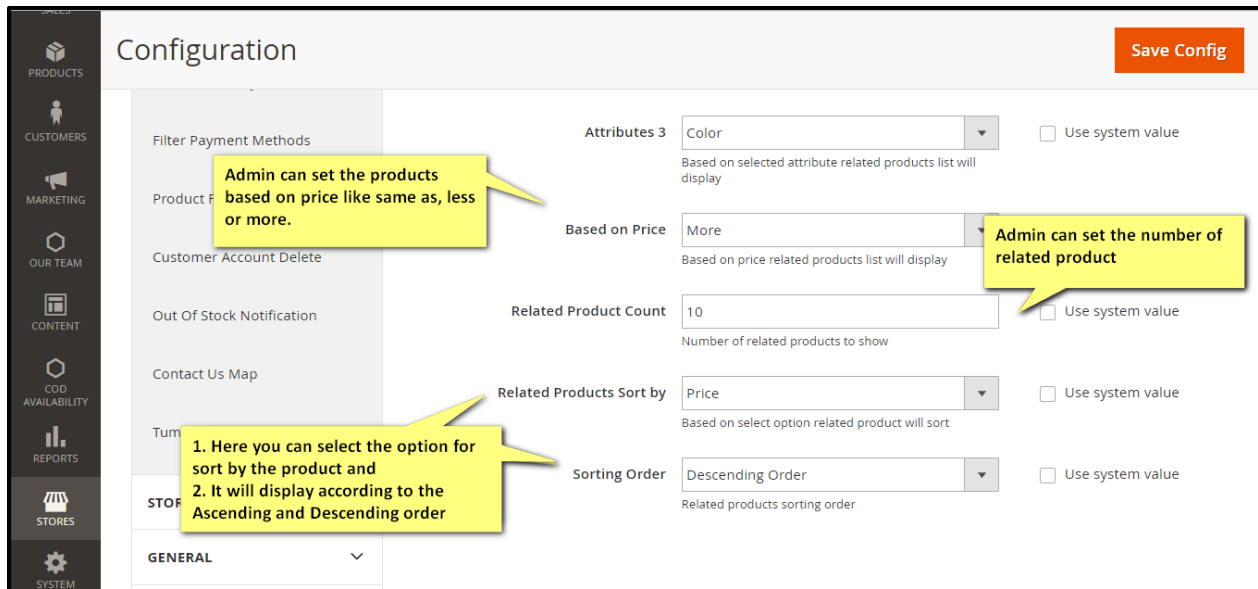 SALES
PRODUCTS
CUSTOMERS
MARKETING
OUR TEAM
CONTENT
COD
AVAILABILITY
REPORTS
STORES
SYSTEM
Configuration
Save Config
Filter Payment Methods
Product
Customer Account Delete
Out Of Stock Notification
Contact Us Map
GENERAL
Admin can set the products
based on price like same as, less
or more.
Attributes 3
Color
Use system value
Based on selected attribute related products list will
display
Based on Price
More
Based on price related products list will display
Admin can set the number of
related product
Related Product Count
10
Use system value
Number of related products to show
Related Products Sort by
Price
Use system value
Based on select option related product will sort
1. Here you can select the option for
sort by the product and
2. It will display according to the
Ascending and Descending order
Sorting Order
Descending Order
Use system value
Related products sorting order